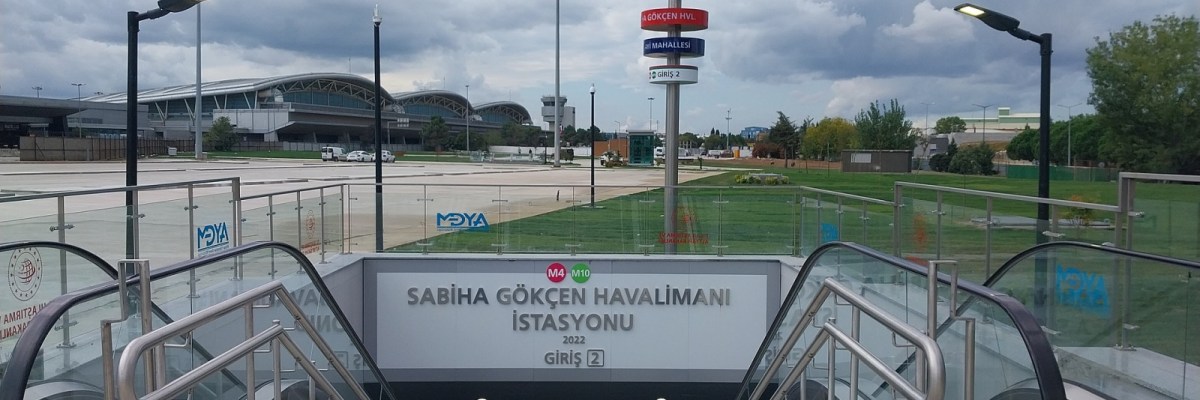 GÖKÇEN HVL.
MAHALLESİ
GİRİŞ 2
MOYA
MOYA
M4 M10
SABİHA GÖKÇEN HAVALİMANI
İSTASYONU
2022
GİRİŞ 2